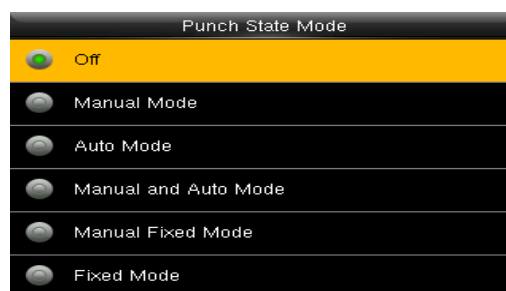 Punch State Mode
Off
Manual Mode
Auto Mode
Manual and Auto Mode
Manual Fixed Mode
Fixed Mode